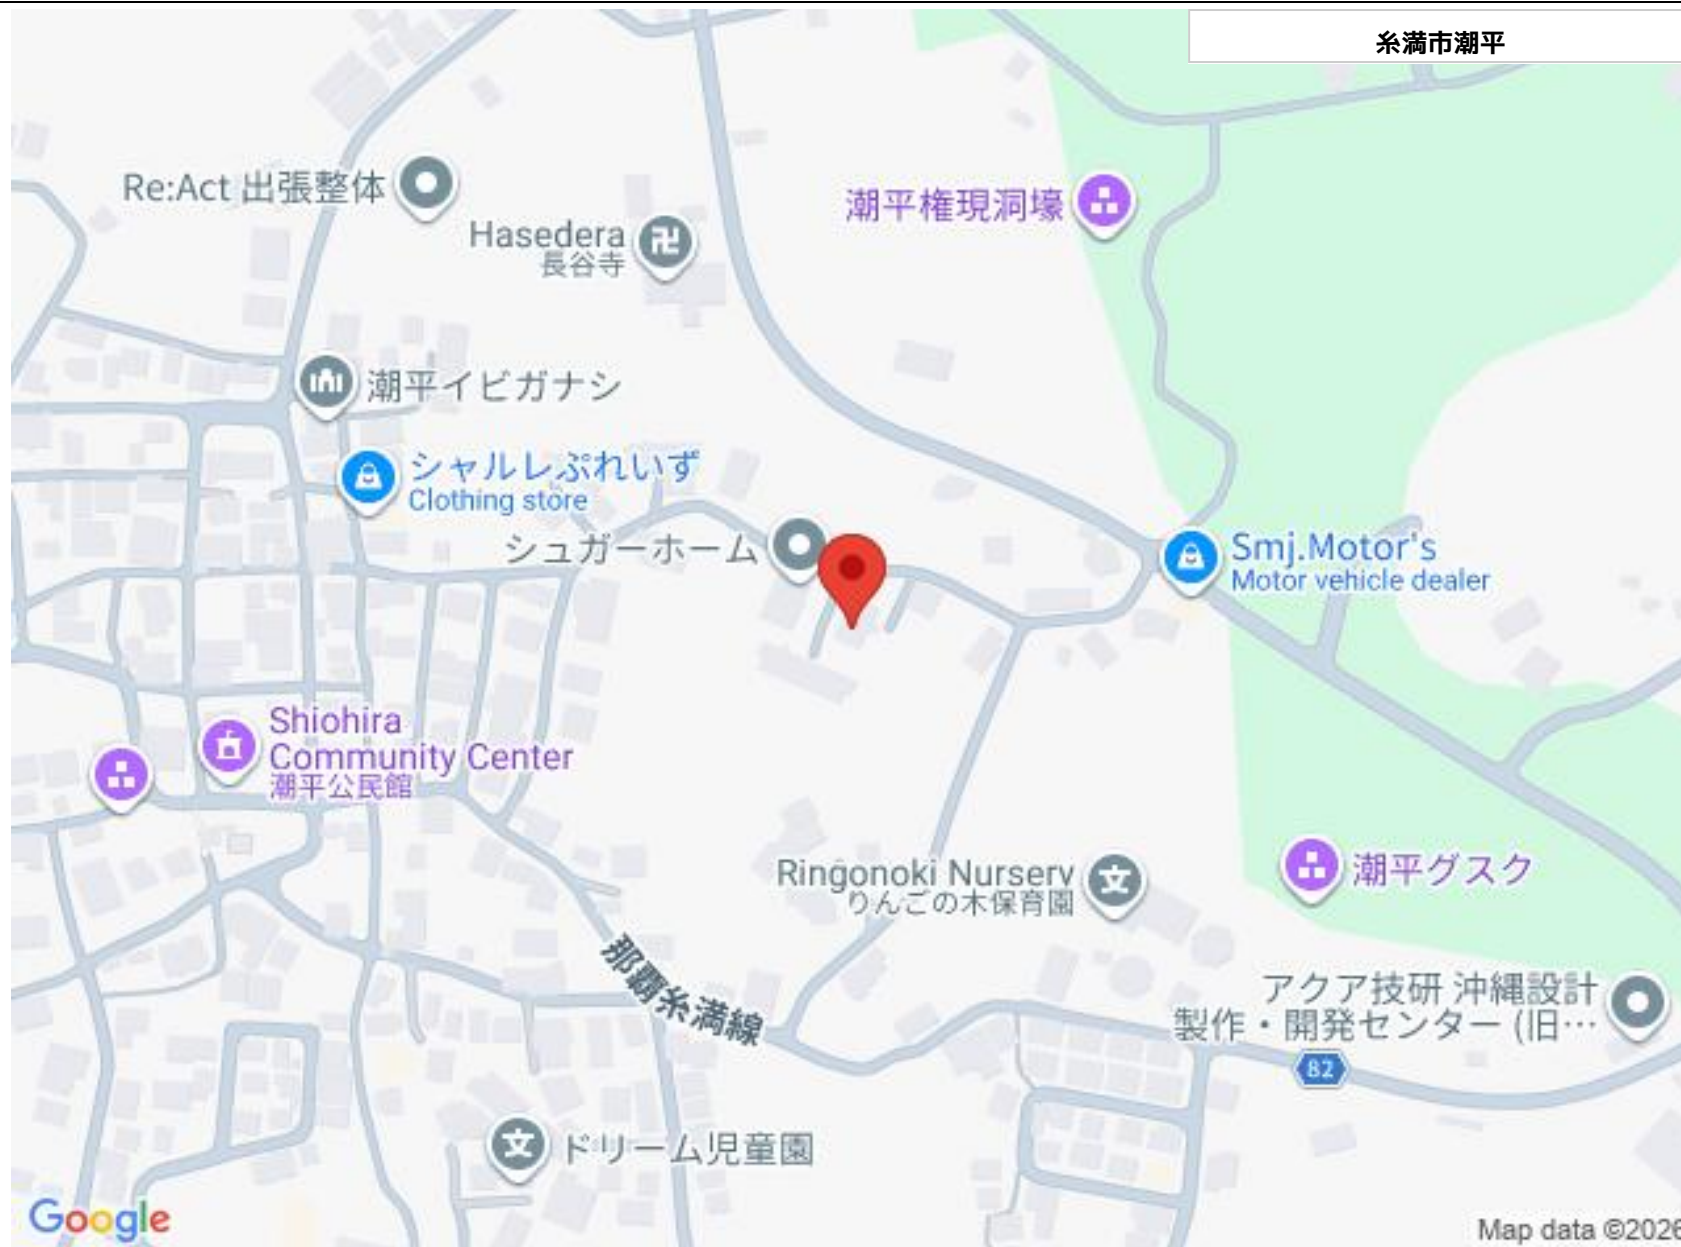 糸満市潮平
Re:Act 出張整体
潮平権現洞壕
Hasedera
長谷寺
潮平イビガナシ
シャルレぷれいず
Clothing store
シュガーホーム
Smj.Motor's
Motor vehicle dealer
Shiohira
Community Center
潮平公民館
Ringonoki Nursery
りんごの木保育園
潮平グスク
那覇糸満線
アクア技研 沖縄設計
製作・開発センター (旧…
82
ドリーム児童園
Google
Map data ©2026